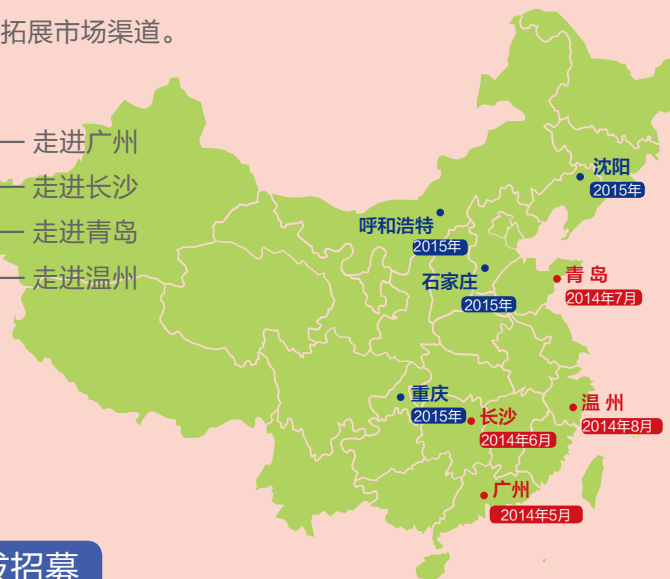 拓展市场渠道。
— 走进广州
— 走进长沙
— 走进青岛
— 走进温州
沈阳
2015年
呼和浩特
2015年
石家庄
2015年
青岛
2014年7月
重庆
2015年
长沙
2014年6月
温州
2014年8月
广州
2014年5月
招募